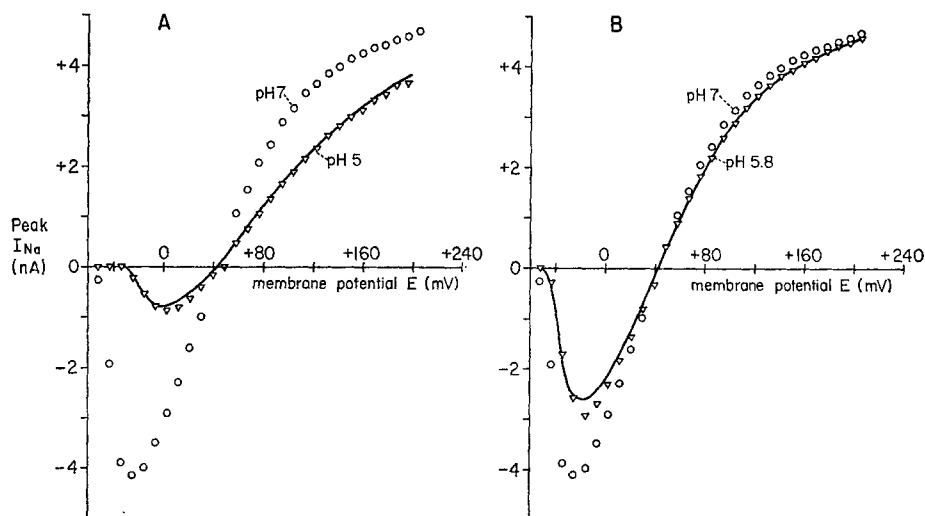 A
+4
pH 7
+2
pH 5
Peak
INa
(nA)
0
0
+80
+160
+240
membrane potential E (mV)
-2
-4
B
+4
pH 7
+2
pH 5.8
0
0
+80
+160
+240
membrane potential E (mV)
-2
-4